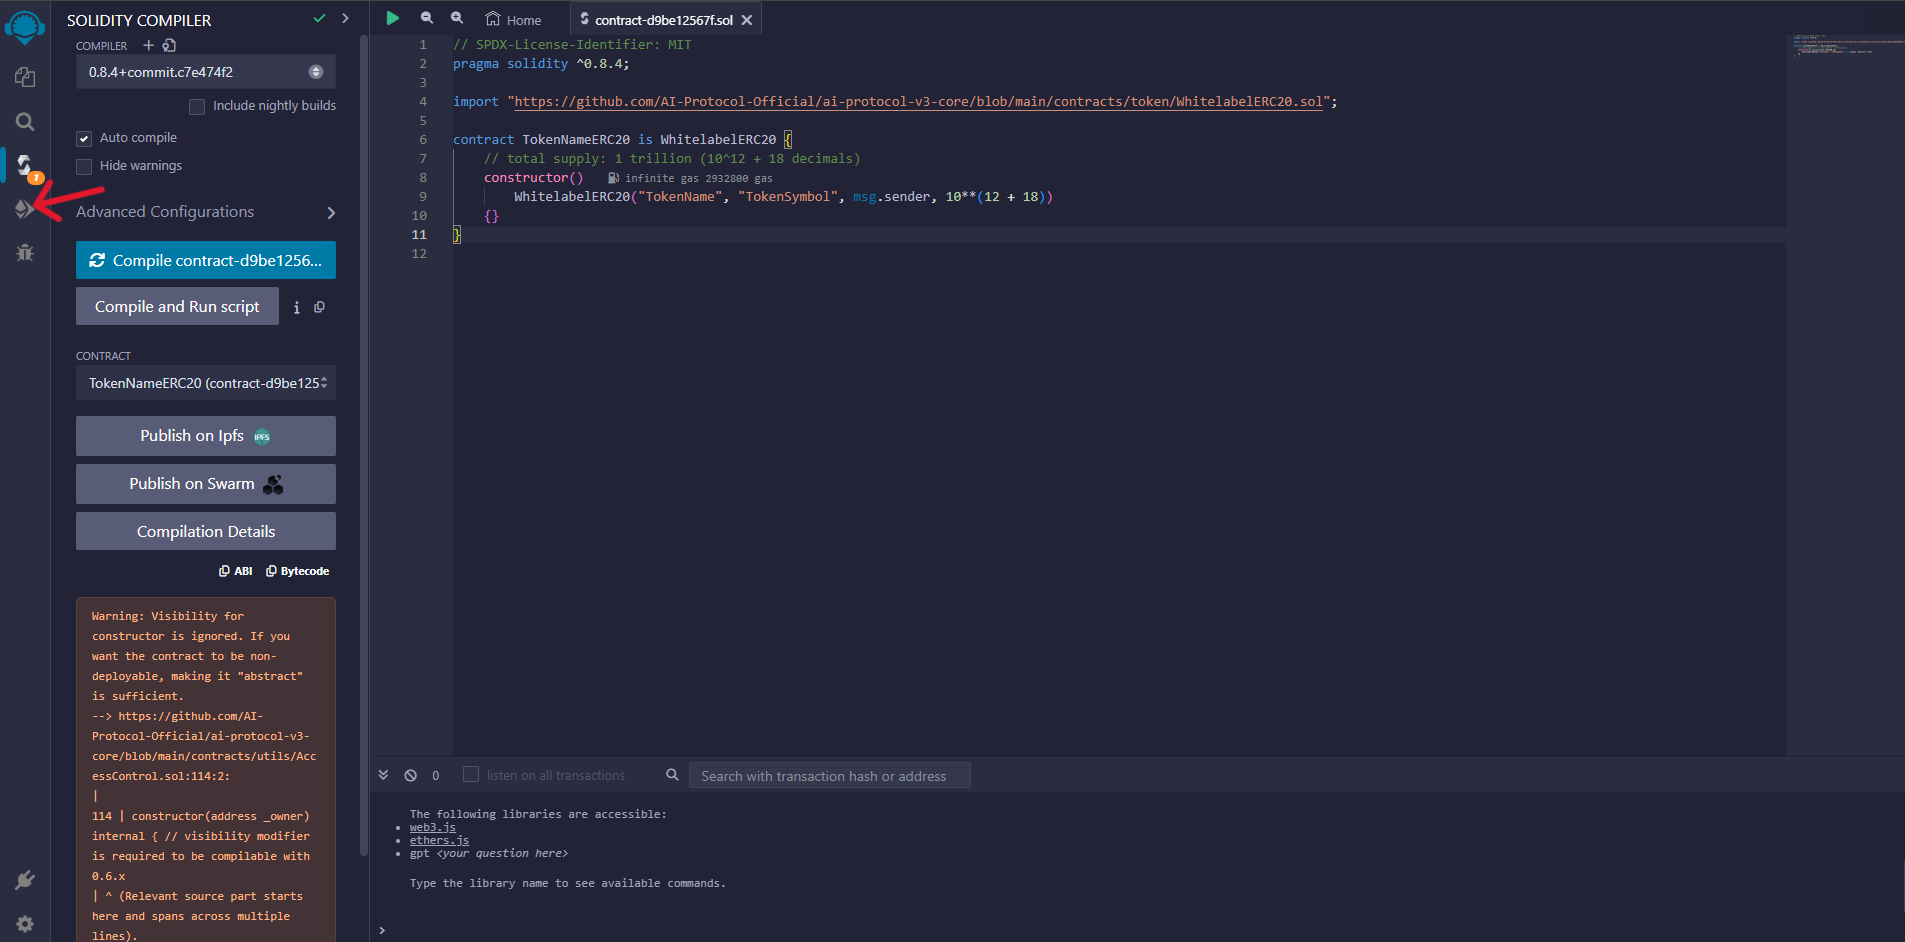 SOLIDITY COMPILER
COMPILER
0.8.4+commit.c7e474f2
Include nightly builds
Auto compile
Hide warnings
1
Advanced Configurations
Compile contract-d9be1256...
Compile and Run script
i
CONTRACT
TokenNameERC20 (contract-d9be125
Publish on Ipfs
IPFS
Publish on Swarm
Compilation Details
ABI
Bytecode
Warning: Visibility for
constructor is ignored. If you
want the contract to be non-
deployable, making it "abstract"
is sufficient.
--> https://github.com/AI-
Protocol-Official/ai-protocol-v3-
core/blob/main/contracts/utils/Acc
essControl.sol:114:2:
|
114 | constructor(address _owner)
internal { // visibility modifier
is required to be compilable with
0.6.x
| ^ (Relevant source part starts
here and spans across multiple
lines).
Home
contract-d9be12567f.sol
1 // SPDX-License-Identifier: MIT
2 pragma solidity ^0.8.4;
3
4 import "https://github.com/AI-Protocol-Official/ai-protocol-v3-core/blob/main/contracts/token/WhitelabelERC20.sol";
5
6 contract TokenNameERC20 is WhitelabelERC20 {
7 // total supply: 1 trillion (10^12 + 18 decimals)
8 constructor() infinite gas 2932800 gas
9 WhitelabelERC20("TokenName", "TokenSymbol", msg.sender, 10**(12 + 18))
10 {}
11 }
12
0
listen on all transactions
Search with transaction hash or address
The following libraries are accessible:
• web3.js
• ethers.js
• gpt <your question here>
Type the library name to see available commands.
>